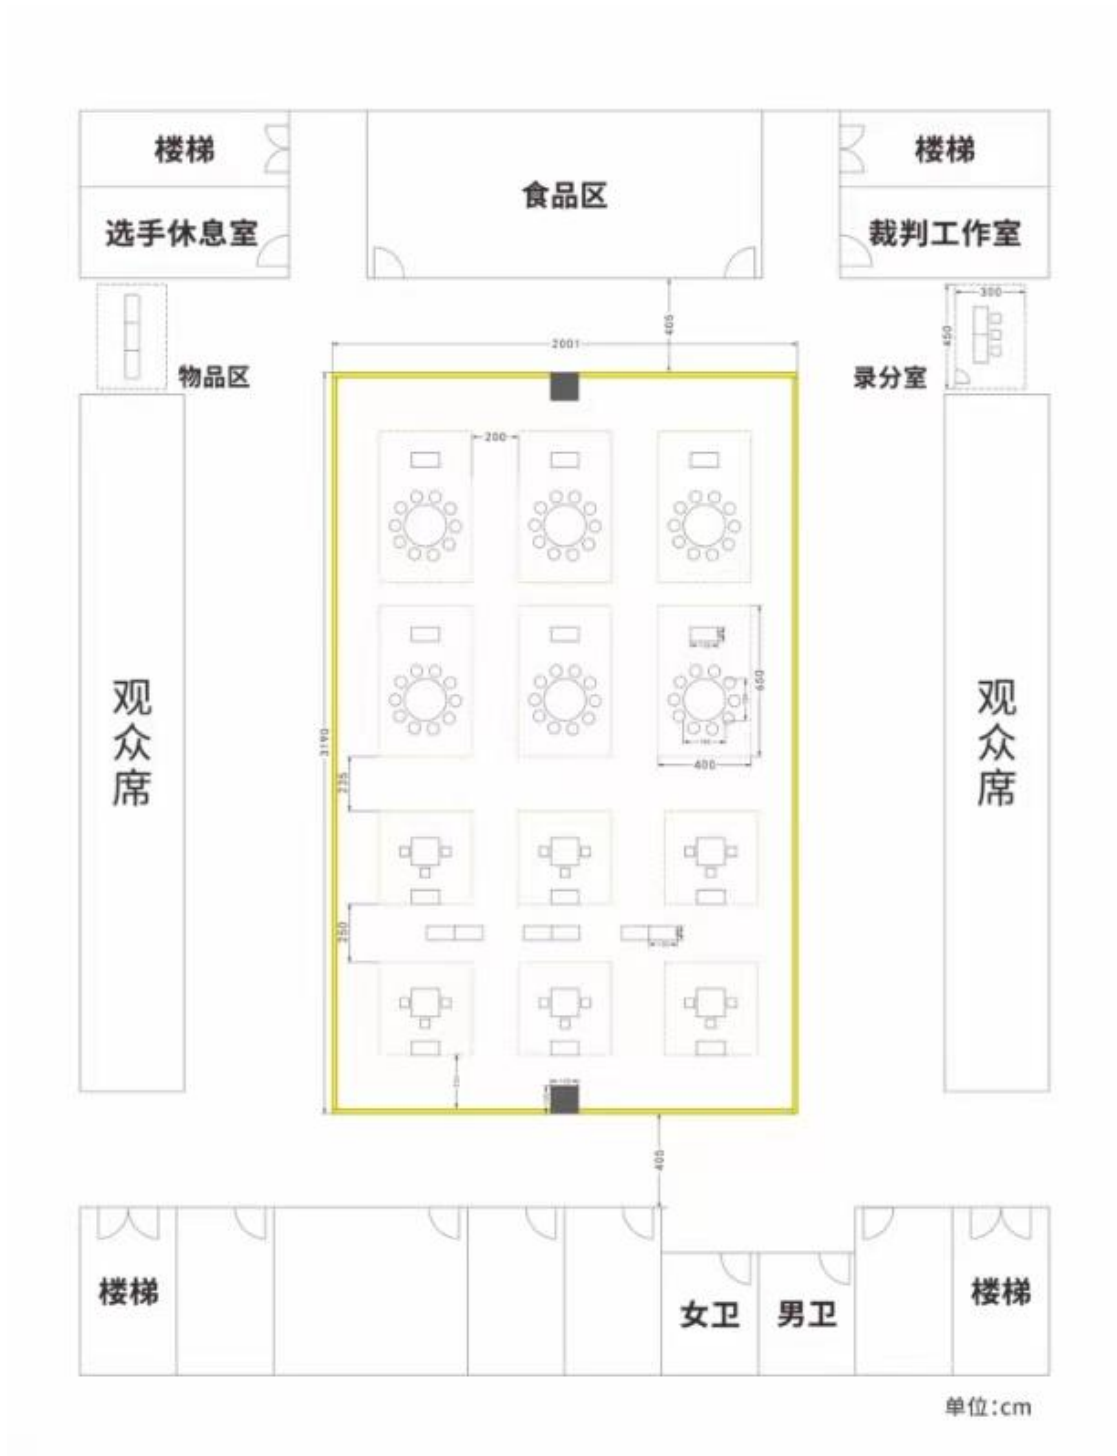 楼梯
食品区
楼梯
选手休息室
裁判工作室
300
450
405
2001
物品区
录分室
200
观众席
观众席
650
3190
400
235
250
405
楼梯
女卫
男卫
楼梯
单位:cm